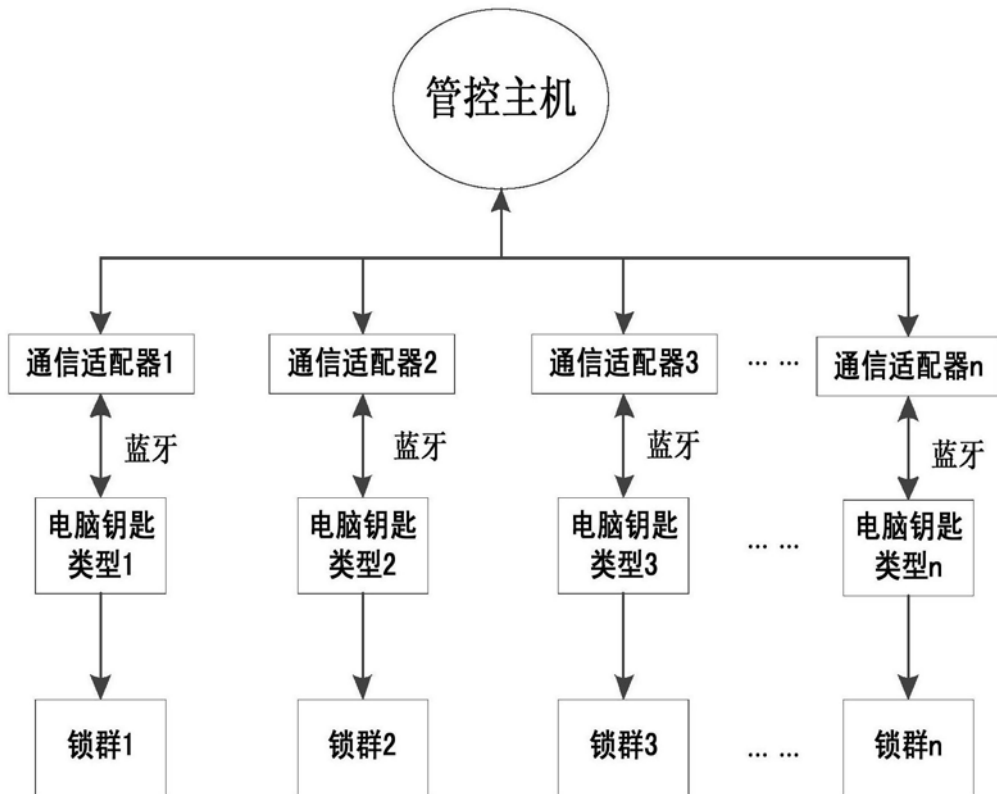 管控主机
通信适配器1
通信适配器2
通信适配器3
... ...
通信适配器n
蓝牙
蓝牙
蓝牙
蓝牙
电脑钥匙
类型1
电脑钥匙
类型2
电脑钥匙
类型3
... ...
电脑钥匙
类型n
锁群1
锁群2
锁群3
... ...
锁群n